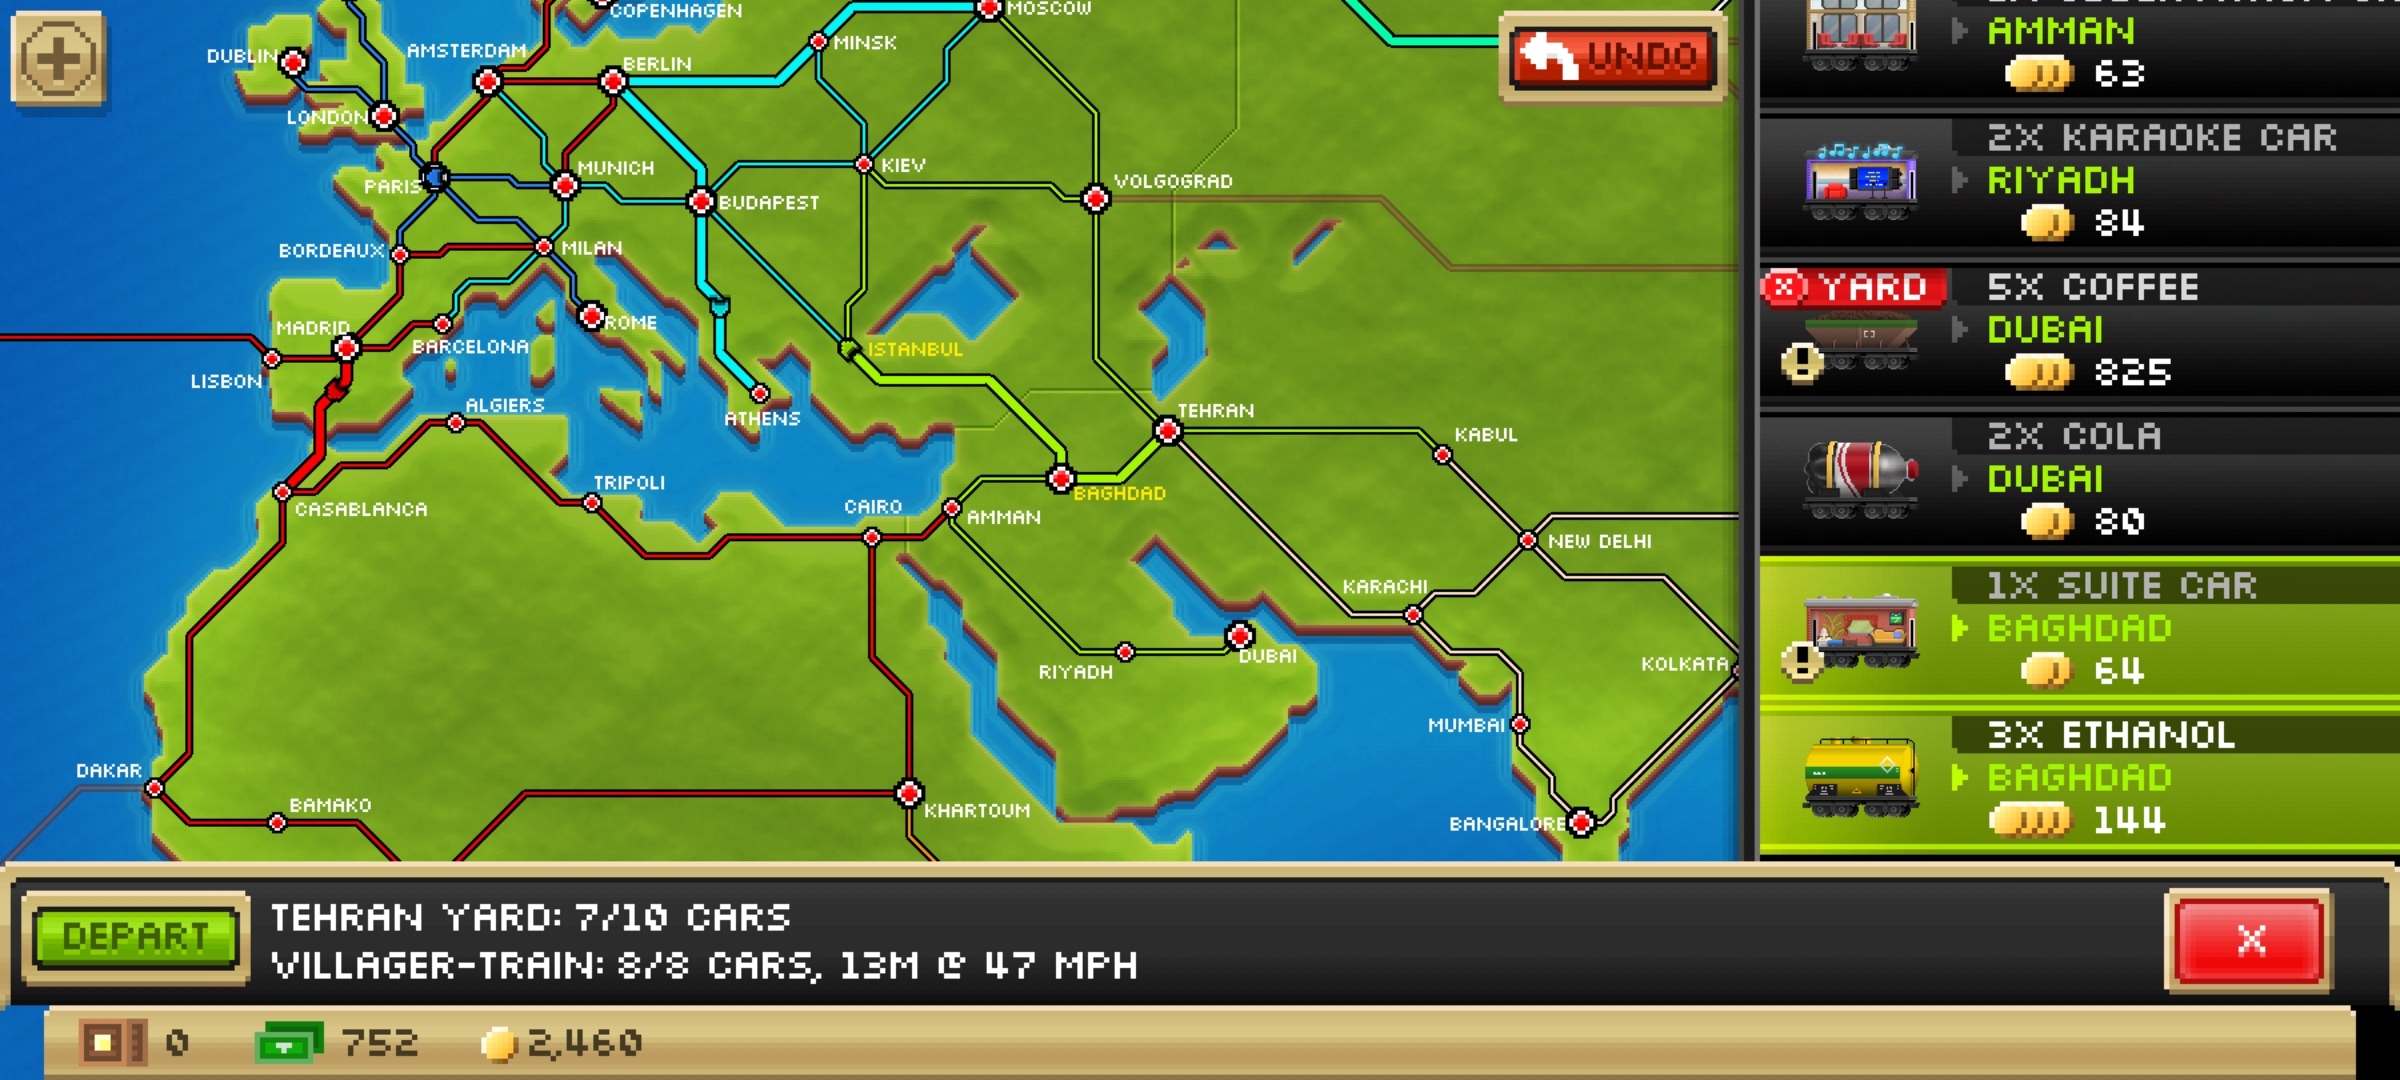 COPENHAGEN
MOSCOW
DUBLIN
AMSTERDAM
MINSK
BERLIN
UNDO
LONDON
PARIS
MUNICH
KIEV
BUDAPEST
VOLGOGRAD
BORDEAUX
MILAN
MADRID
ROME
BARCELONA
ISTANBUL
LISBON
ALGIERS
ATHENS
TEHRAN
KABUL
TRIPOLI
BAGHDAD
CASABLANCA
CAIRO
AMMAN
NEW DELHI
KARACHI
RIYADH
DUBAI
KOLKATA
MUMBAI
DAKAR
BAMAKO
KHARTOUM
BANGALORE
AMMAN
63
2X KARAOKE CAR
RIYADH
84
YARD
5X COFFEE
DUBAI
825
2X COLA
DUBAI
80
1X SUITE CAR
BAGHDAD
64
3X ETHANOL
BAGHDAD
144
DEPART
TEHRAN YARD: 7/10 CARS
VILLAGER-TRAIN: 8/8 CARS, 13M @ 47 MPH
X
0
752
2,460